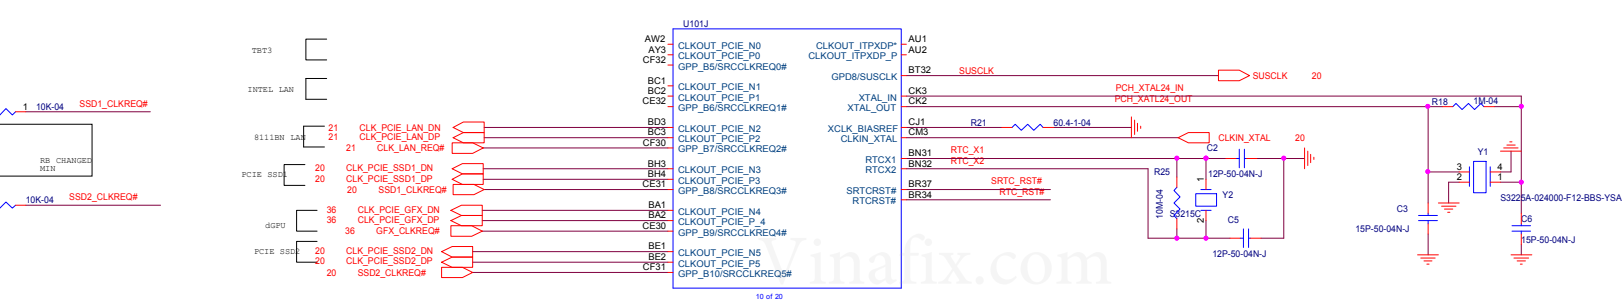 1 10K-04 SSD1_CLKREQ#
RB CHANGED
MIN
10K-04 SSD2_CLKREQ#
TBT3
INTEL LAN
8111BN LAN
21 CLK_PCIE_LAN_DN
21 CLK_PCIE_LAN_DP
21 CLK_LAN_REQ#
PCIE SSD1
20 CLK_PCIE_SSD1_DN
20 CLK_PCIE_SSD1_DP
20 SSD1_CLKREQ#
dGPU
36 CLK_PCIE_GFX_DN
36 CLK_PCIE_GFX_DP
36 GFX_CLKREQ#
PCIE SSD2
20 CLK_PCIE_SSD2_DN
20 CLK_PCIE_SSD2_DP
20 SSD2_CLKREQ#
U101J
AW2 CLKOUT_PCIE_N0
AY3 CLKOUT_PCIE_P0
CF32 GPP_B5/SRCCLKREQ0#
BC1 CLKOUT_PCIE_N1
BC2 CLKOUT_PCIE_P1
CE32 GPP_B6/SRCCLKREQ1#
BD3 CLKOUT_PCIE_N2
BC3 CLKOUT_PCIE_P2
CF30 GPP_B7/SRCCLKREQ2#
BH3 CLKOUT_PCIE_N3
BH4 CLKOUT_PCIE_P3
CE31 GPP_B8/SRCCLKREQ3#
BA1 CLKOUT_PCIE_N4
BA2 CLKOUT_PCIE_P_4
CE30 GPP_B9/SRCCLKREQ4#
BE1 CLKOUT_PCIE_N5
BE2 CLKOUT_PCIE_P5
CF31 GPP_B10/SRCCLKREQ5#
CLKOUT_ITPXDP* AU1
CLKOUT_ITPXDP_P AU2
GPD8/SUSCLK BT32 SUSCLK SUSCLK 20
XTAL_IN CK3 PCH_XTAL24_IN
XTAL_OUT CK2 PCH_XATL24_OUT
XCLK_BIASREF CJ1 R21 60.4-1-04
CLKIN_XTAL CM3 CLKIN_XTAL 20
RTCX1 BN31 RTC_X1
RTCX2 BN32 RTC_X2
SRTCRST# BR37 SRTC_RST#
RTCRST# BR34 RTC_RST#
10 of 20
C2
12P-50-04N-J
R25
10M-04
1
Y2
S3215C
2
C5
12P-50-04N-J
R18 1M-04
Y1
3 4
2 1
S3225A-024000-F12-BBS-YSA
C3
15P-50-04N-J
C6
15P-50-04N-J
Vinafix.com